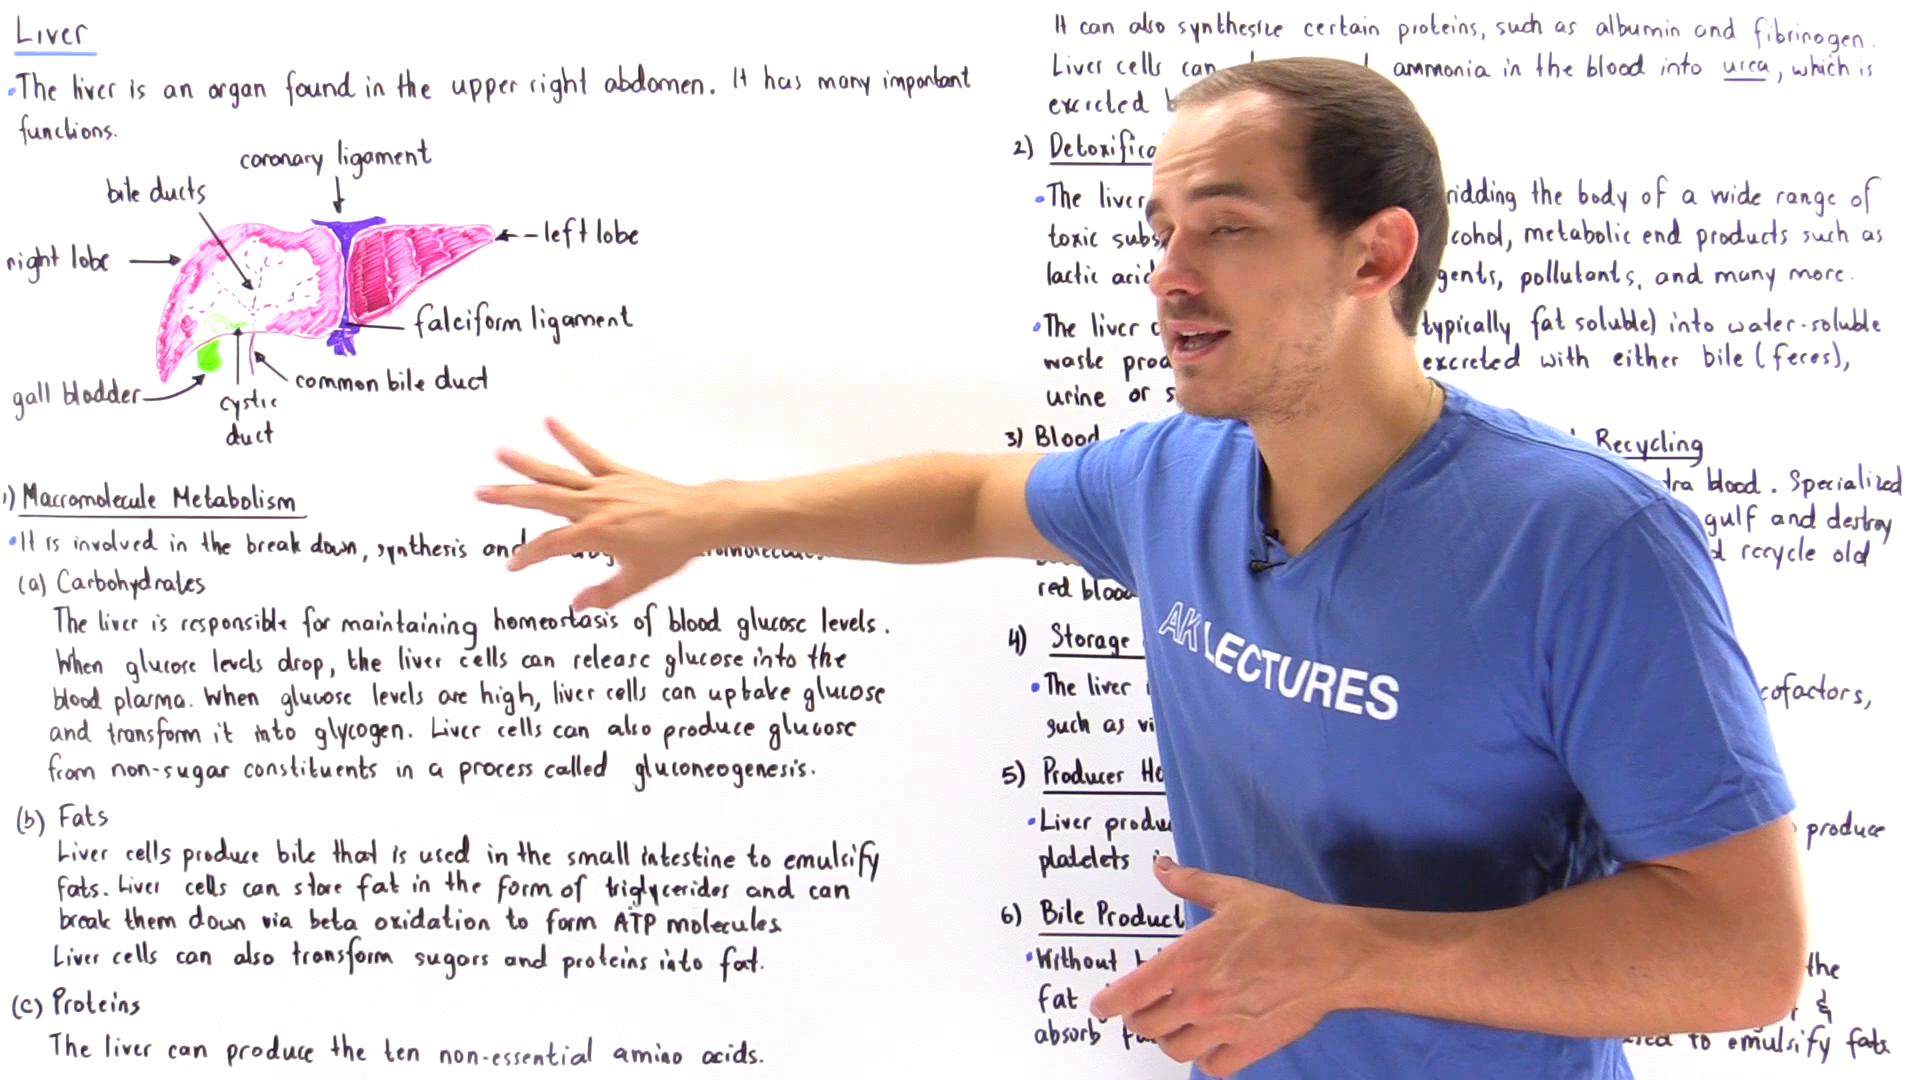 Liver
•The liver is an organ found in the upper right abdomen. It has many important
functions.
coronary ligament
bile ducts
left lobe
right lobe
falciform ligament
common bile duct
gall bladder
cystic
duct
1) Macromolecule Metabolism
•It is involved in the break down, synthesis and
(a) Carbohydrates
The liver is responsible for maintaining homeostasis of blood glucose levels.
When glucose levels drop, the liver cells can release glucose into the
blood plasma. When glucose levels are high, liver cells can uptake glucose
and transform it into glycogen. Liver cells can also produce glucose
from non-sugar constituents in a process called gluconeogenesis.
(b) Fats
Liver cells produce bile that is used in the small intestine to emulsify
fats. Liver cells can store fat in the form of triglycerides and can
break them down via beta oxidation to form ATP molecules.
Liver cells can also transform sugars and proteins into fat.
(c) Proteins
The liver can produce the ten non-essential amino acids.
It can also synthesize certain proteins, such as albumin and fibrinogen.
Liver cells can ammonia in the blood into urea, which is
excreted
2) Detoxifica
•The liver ridding the body of a wide range of
toxic subs cohol, metabolic end products such as
lactic acid gents, pollutants, and many more.
•The liver c typically fat soluble) into water-soluble
waste prod excreted with either bile (feces),
urine or s
3) Blood Recycling
tra blood. Specialized
gulf and destroy
d recycle old
red blood
4) Storage
•The liver i cofactors,
such as vi
5) Producer Ho
•Liver produ produce
platelets i
6) Bile Product
•Without the
fat &
absorb to emulsify fats
AK LECTURES